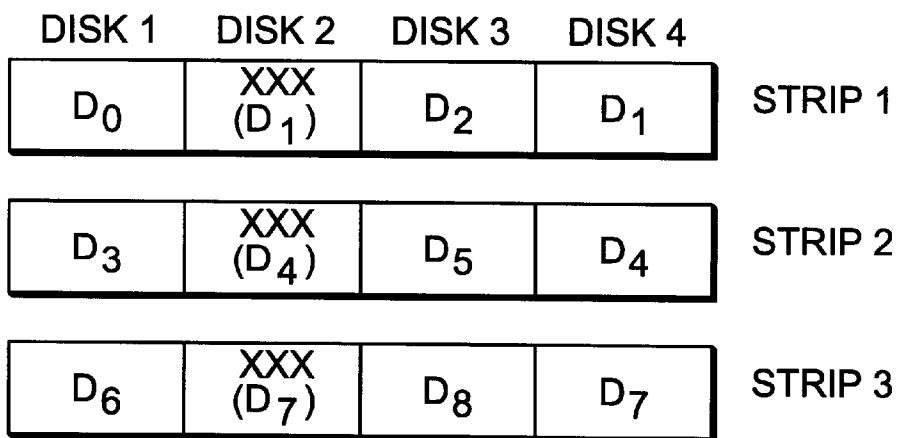 DISK 1 DISK 2 DISK 3 DISK 4
D0 XXX (D1) D2 D1 STRIP 1
D3 XXX (D4) D5 D4 STRIP 2
D6 XXX (D7) D8 D7 STRIP 3